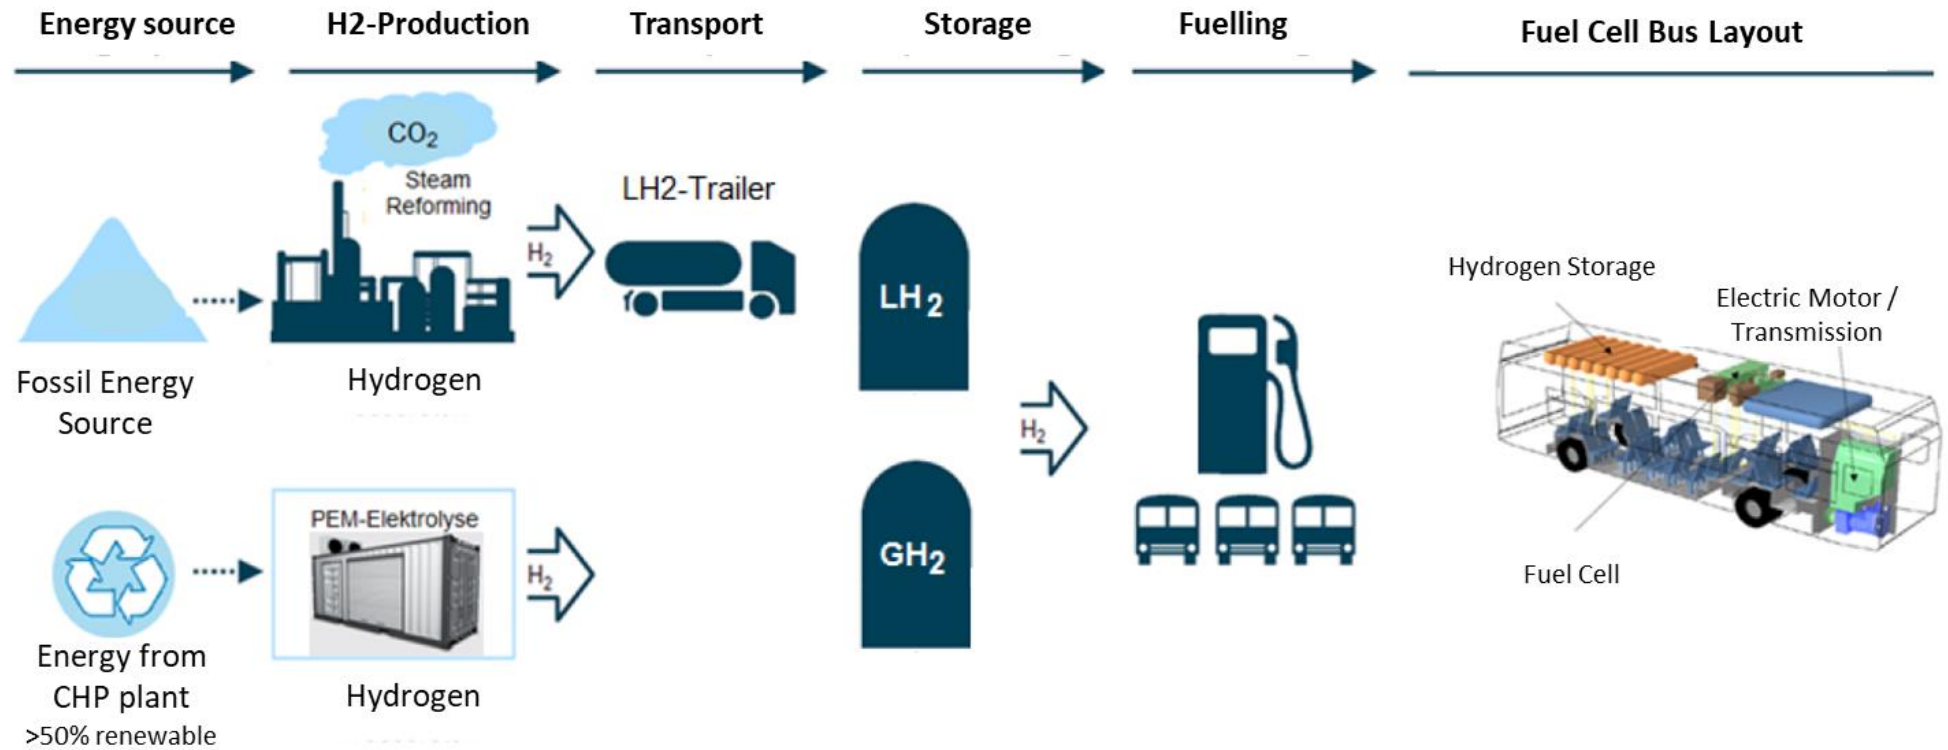 Energy source
H2-Production
Transport
Storage
Fuelling
Fuel Cell Bus Layout
CO2
Steam
Reforming
H2
LH2-Trailer
Fossil Energy
Source
Hydrogen
LH2
GH2
H2
Hydrogen Storage
Electric Motor /
Transmission
Fuel Cell
PEM-Elektrolyse
H2
Energy from
CHP plant
>50% renewable
Hydrogen